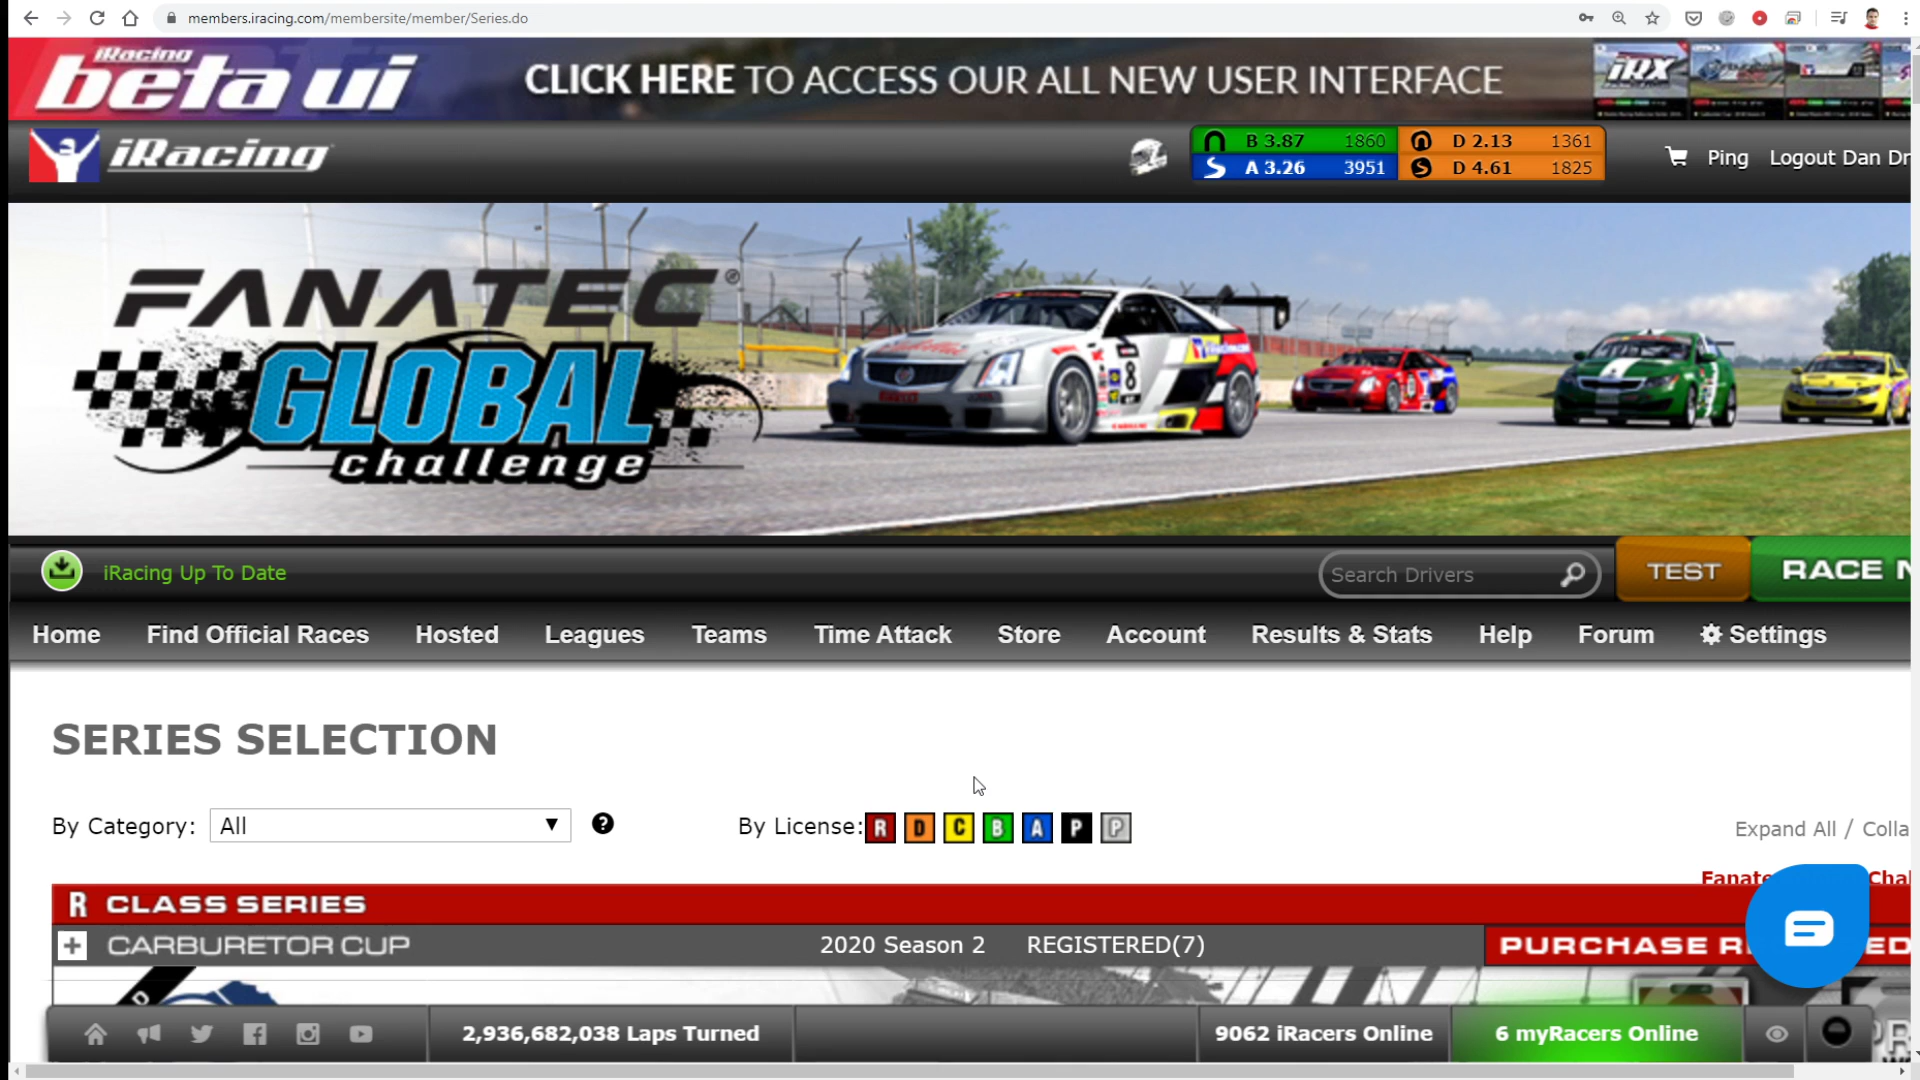 members.iracing.com/membersite/member/Series.do
iRacing
beta ui
CLICK HERE TO ACCESS OUR ALL NEW USER INTERFACE
iRX
iRacing
B 3.87 1860 D 2.13 1361
A 3.26 3951 D 4.61 1825
Ping Logout Dan Dr
FANATEC®
GLOBAL
challenge
iRacing Up To Date
Search Drivers
TEST
RACE N
Home Find Official Races Hosted Leagues Teams Time Attack Store Account Results & Stats Help Forum Settings
SERIES SELECTION
By Category: All ? By License: R D C B A P P
Expand All / Colla
Fanate Chal
R CLASS SERIES
+ CARBURETOR CUP 2020 Season 2 REGISTERED(7) PURCHASE R ED
D
2,936,682,038 Laps Turned 9062 iRacers Online 6 myRacers Online